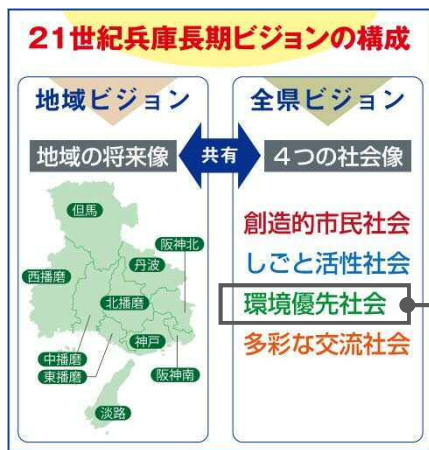 21世紀兵庫長期ビジョンの構成
地域ビジョン
全県ビジョン
地域の将来像
共有
4つの社会像
但馬
阪神北
丹波
西播磨
北播磨
神戸
中播磨
東播磨
阪神南
淡路
創造的市民社会
しごと活性社会
環境優先社会
多彩な交流社会